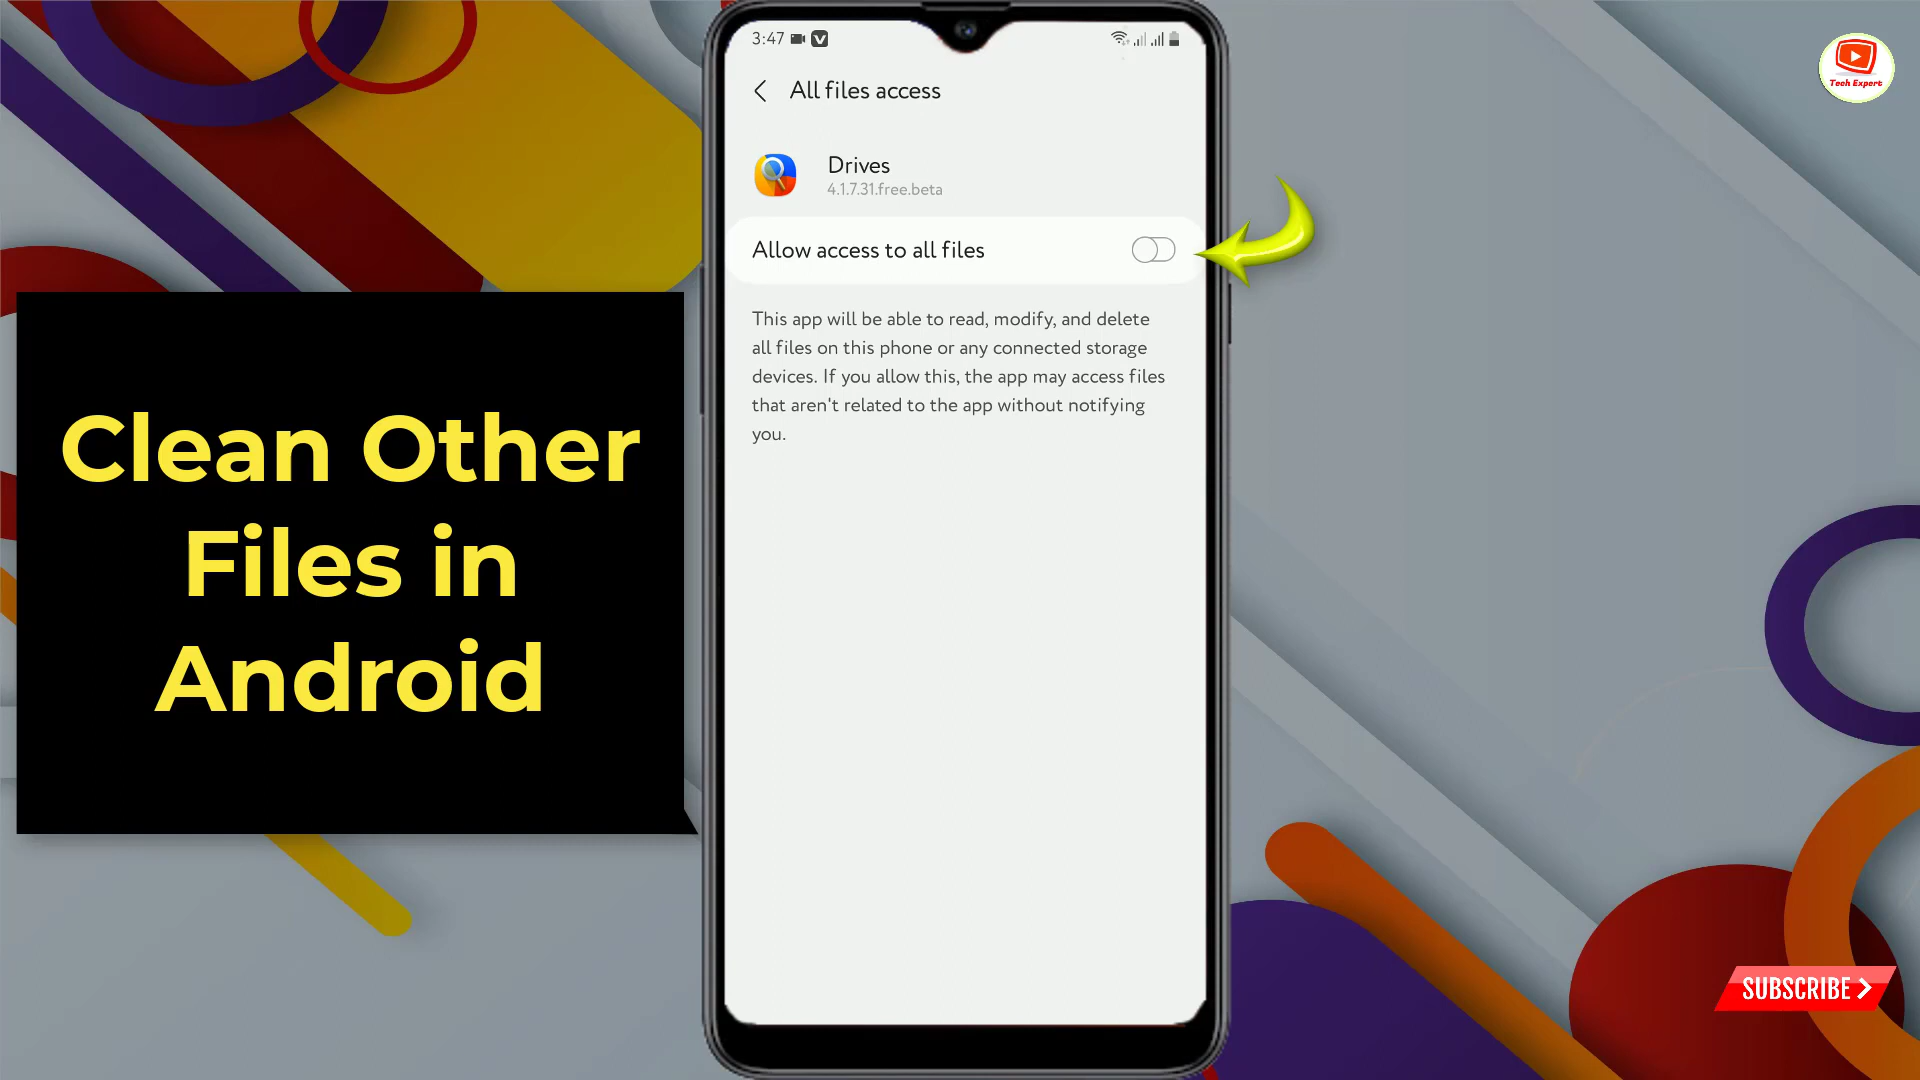 3:47
All files access
Tech Expert
Drives
4.1.7.31.free.beta
Allow access to all files
This app will be able to read, modify, and delete
all files on this phone or any connected storage
devices. If you allow this, the app may access files
that aren't related to the app without notifying
you.
Clean Other
Files in
Android
SUBSCRIBE